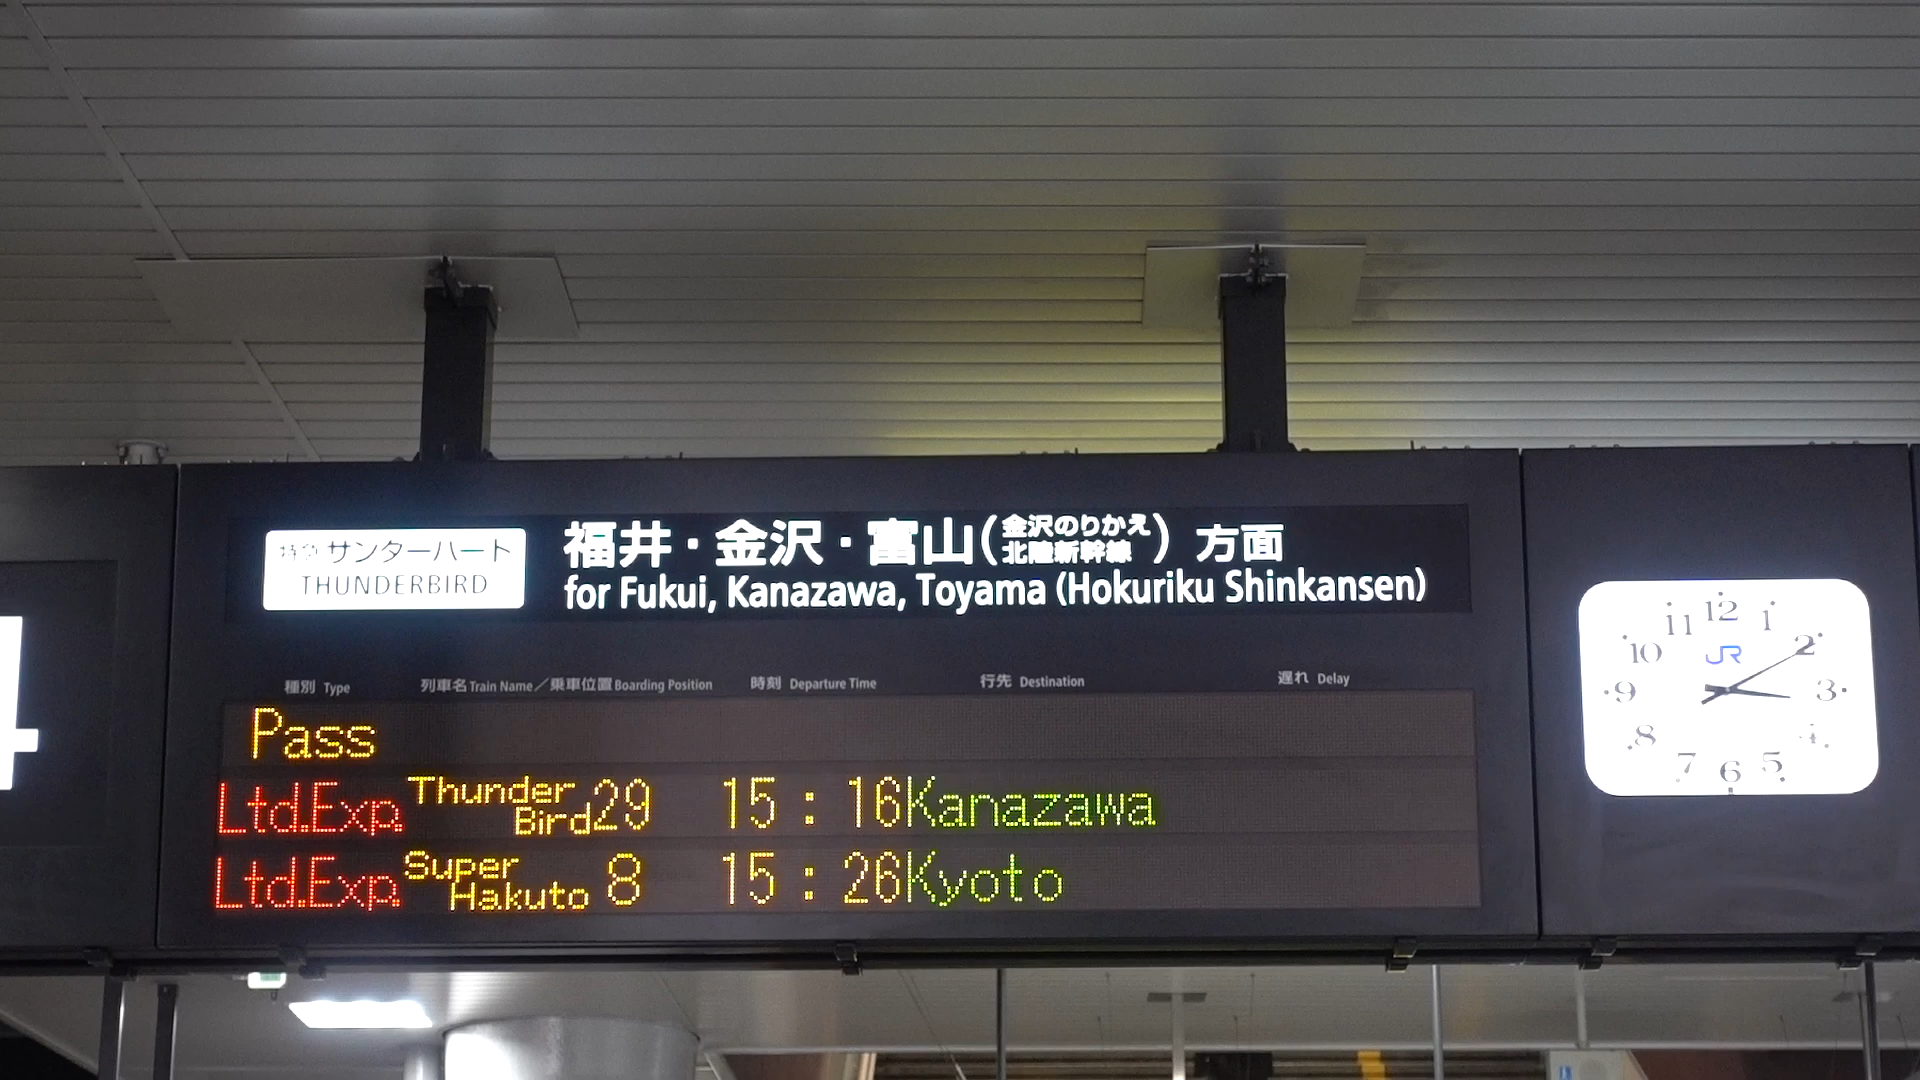 特急 サンダーバード
THUNDERBIRD
福井・金沢・富山(金沢のりかえ北陸新幹線) 方面
for Fukui, Kanazawa, Toyama (Hokuriku Shinkansen)
種別 Type 列車名 Train Name／乗車位置 Boarding Position 時刻 Departure Time 行先 Destination 遅れ Delay
Pass
Ltd.Exp. Thunder Bird 29 15:16 Kanazawa
Ltd.Exp. Super Hakuto 8 15:26 Kyoto
4
12
11 1
JR
10 2
9 3
8 4
7 5
6